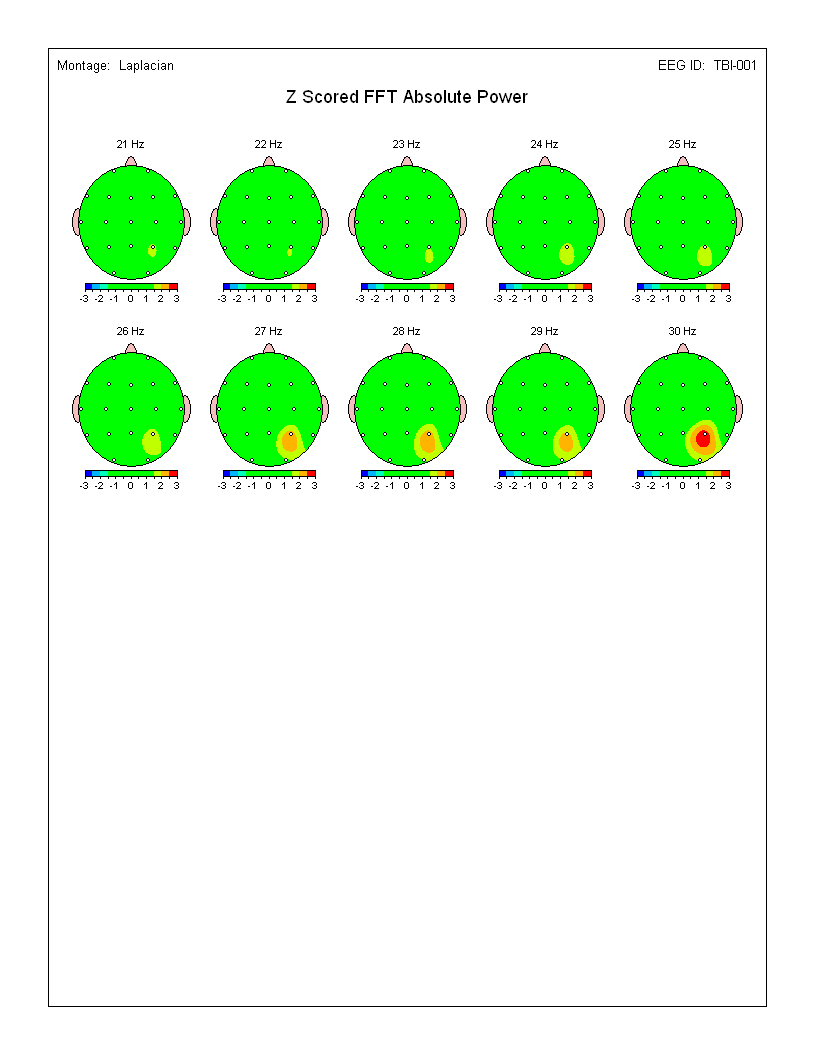 Montage: Laplacian EEG ID: TBI-001
Z Scored FFT Absolute Power
21 Hz 22 Hz 23 Hz 24 Hz 25 Hz
-3 -2 -1 0 1 2 3 -3 -2 -1 0 1 2 3 -3 -2 -1 0 1 2 3 -3 -2 -1 0 1 2 3 -3 -2 -1 0 1 2 3
26 Hz 27 Hz 28 Hz 29 Hz 30 Hz
-3 -2 -1 0 1 2 3 -3 -2 -1 0 1 2 3 -3 -2 -1 0 1 2 3 -3 -2 -1 0 1 2 3 -3 -2 -1 0 1 2 3